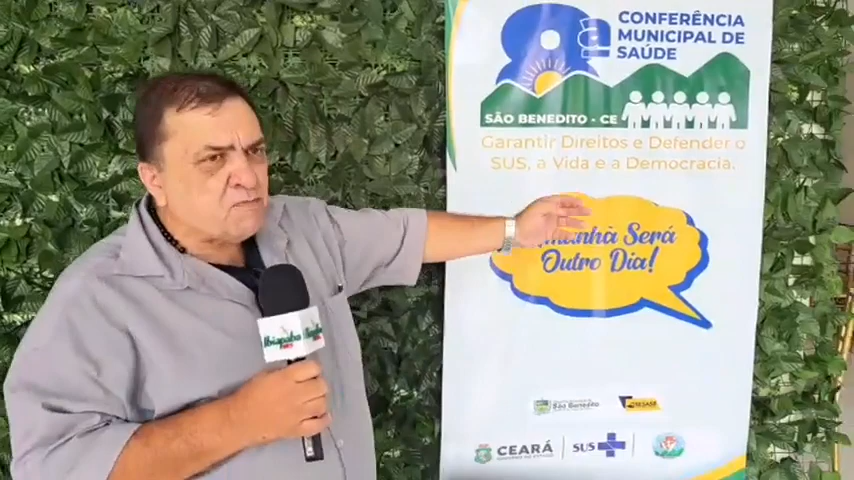 8ª
CONFERÊNCIA
MUNICIPAL DE
SAÚDE
SÃO BENEDITO - CE
Garantir Direitos e Defender o
SUS, a Vida e a Democracia
Será
Outro Dia!
São Benedito
CEARÁ
SUS
Ibiapaba